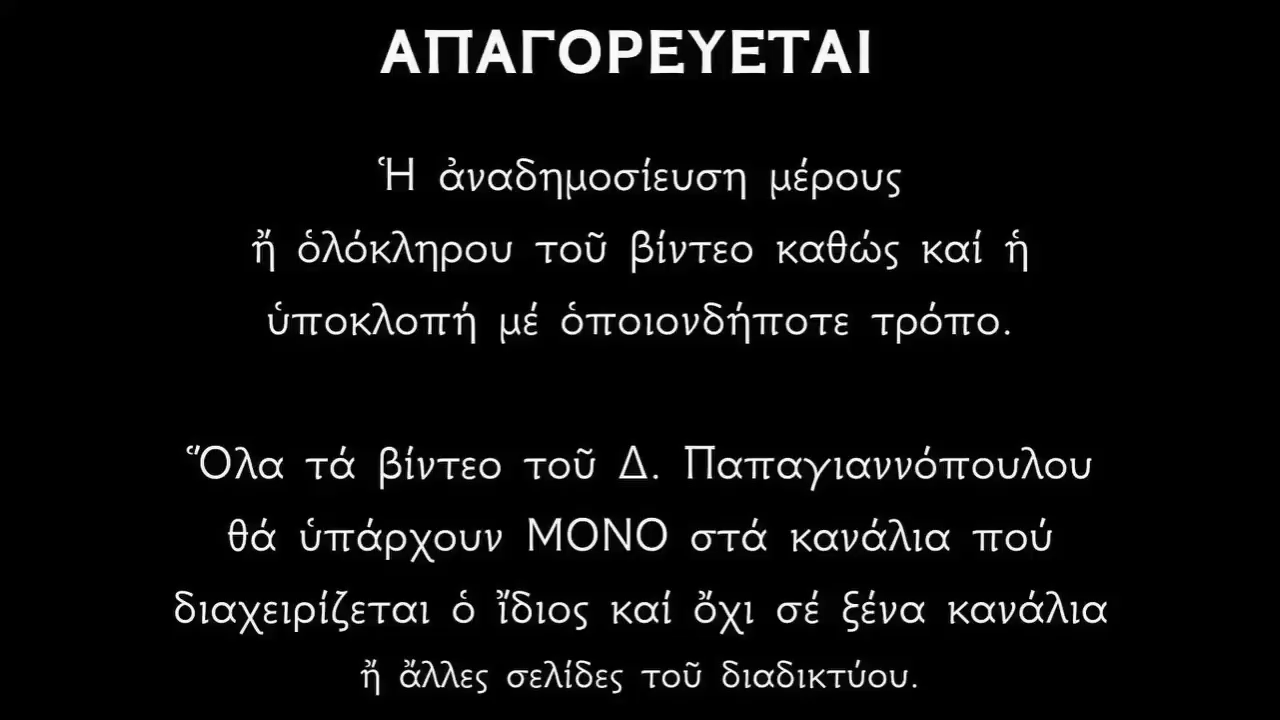 ΑΠΑΓΟΡΕΥΕΤΑΙ
Ἡ ἀναδημοσίευση μέρους
ἤ ὁλόκληρου τοῦ βίντεο καθώς καί ἡ
ὑποκλοπή μέ ὁποιονδήποτε τρόπο.
Ὅλα τά βίντεο τοῦ Δ. Παπαγιαννόπουλου
θά ὑπάρχουν ΜΟΝΟ στά κανάλια πού
διαχειρίζεται ὁ ἴδιος καί ὄχι σέ ξένα κανάλια
ἤ ἄλλες σελίδες τοῦ διαδικτύου.